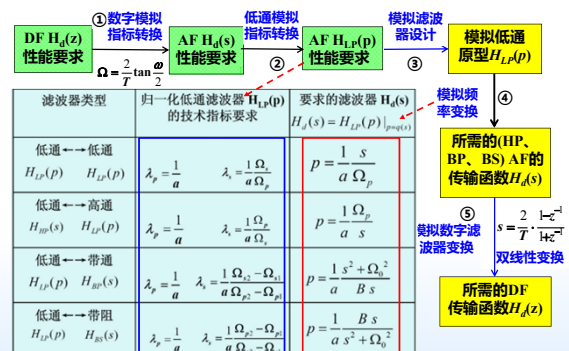 ① 数字模拟
指标转换
低通模拟
指标转换
模拟滤波
器设计
DF H_d(z)
性能要求
Ω = 2/T tan ω/2
AF H_d(s)
性能要求
②
AF H_LP(p)
性能要求
③
模拟低通
原型H_LP(p)
滤波器类型
归一化低通滤波器 H_LP(p)
的技术指标要求
要求的滤波器 H_d(s)
H_d(s) = H_LP(p)|_{p=q(s)}
模拟频
率变换
④
低通←→低通
H_LP(p) H_LP(p)
λ_p = 1/a
λ_s = 1/a Ω_s/Ω_p
p = 1/a s/Ω_p
所需的(HP、
BP、BS) AF的
传输函数H_d(s)
低通←→高通
H_HP(s) H_LP(p)
λ_p = 1/a
λ_s = 1/a Ω_p/Ω_s
p = 1/a Ω_p/s
⑤
模拟数字滤
波器变换
s = 2/T · 1-z^-1/1+z^-1
双线性变换
低通←→带通
H_LP(p) H_BP(s)
λ_p = 1/a
λ_s = 1/a Ω_s2 − Ω_s1/Ω_p2 − Ω_p1
p = 1/a s² + Ω_0²/B s
所需的DF
传输函数H_d(z)
低通←→带阻
H_LP(p) H_BS(s)
λ_p = 1/a
λ_s = 1/a Ω_p2 − Ω_p1
p = 1/a B s/s² + Ω_0²